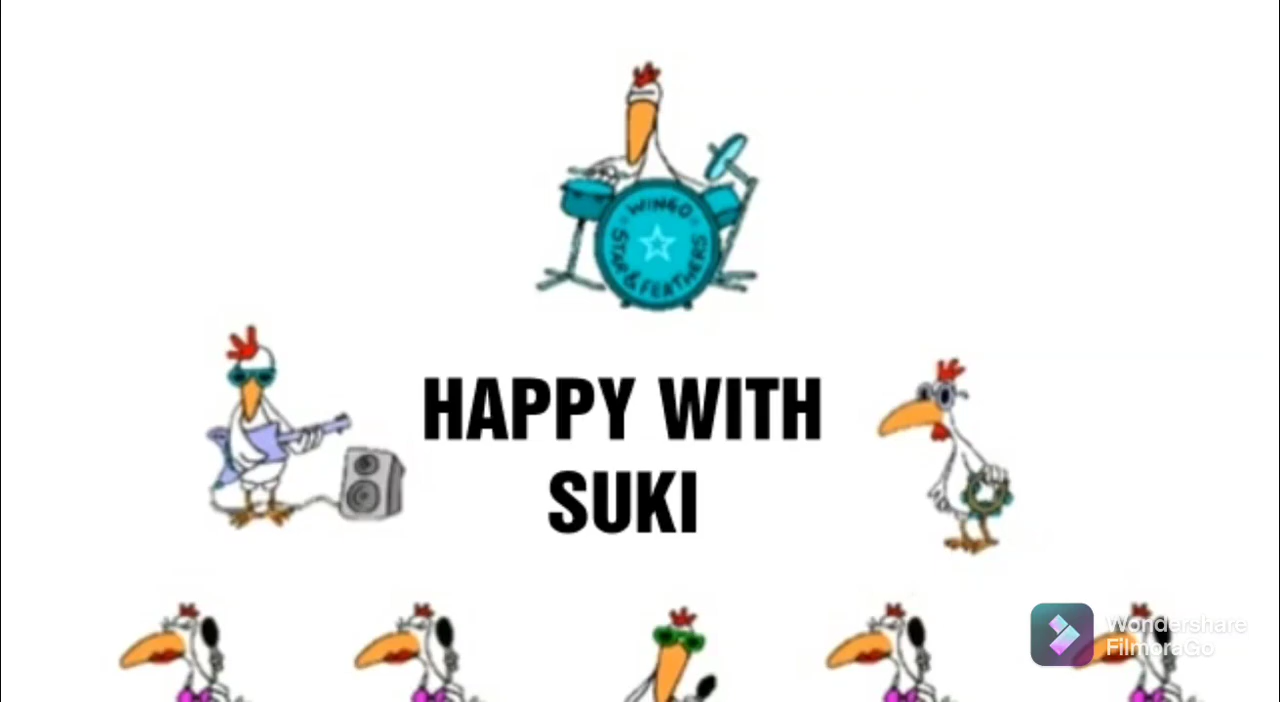 WINGO
STAR & FEATHERS
HAPPY WITH
SUKI
Wondershare
FilmoraGo